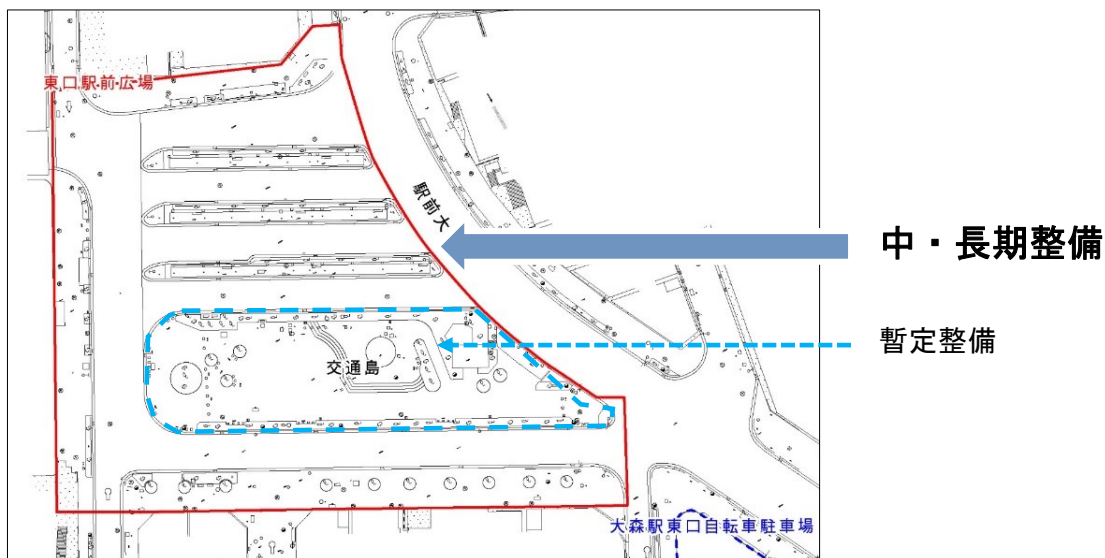 東口駅前広場
駅前大
中・長期整備
暫定整備
交通島
大森駅東口自転車駐車場